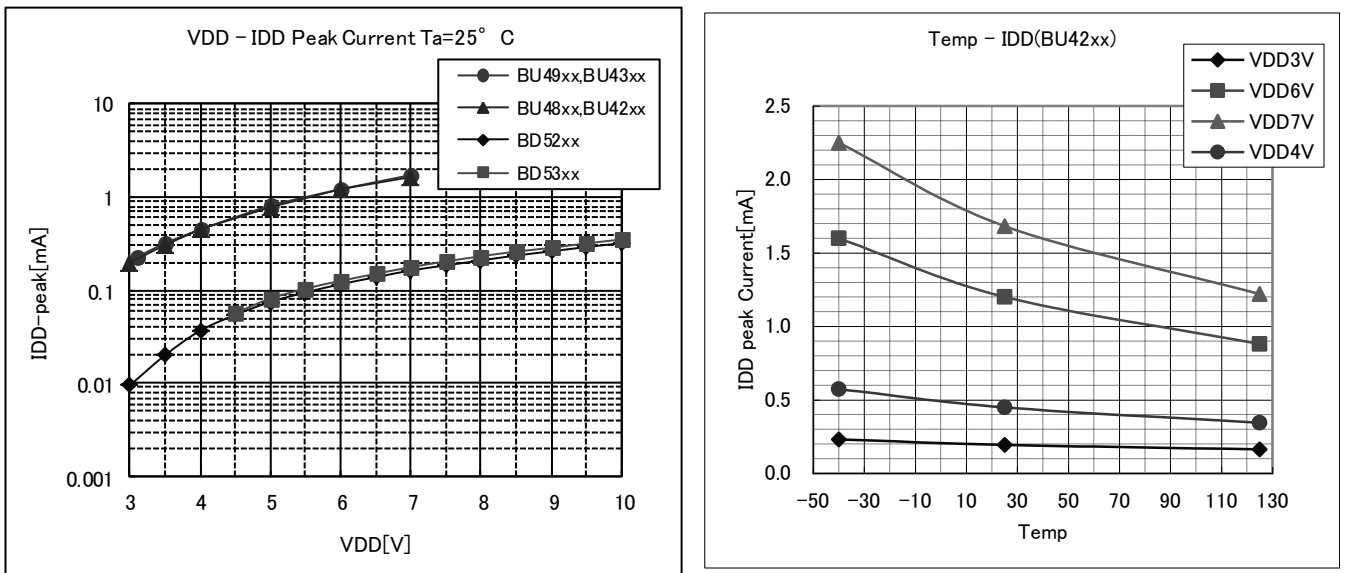 VDD - IDD Peak Current Ta=25° C
BU49xx,BU43xx
BU48xx,BU42xx
BD52xx
BD53xx
10
1
0.1
0.01
0.001
IDD-peak[mA]
3 4 5 6 7 8 9 10
VDD[V]
Temp - IDD(BU42xx)
VDD3V
VDD6V
VDD7V
VDD4V
2.5
2.0
1.5
1.0
0.5
0.0
IDD peak Current[mA]
-50 -30 -10 10 30 50 70 90 110 130
Temp